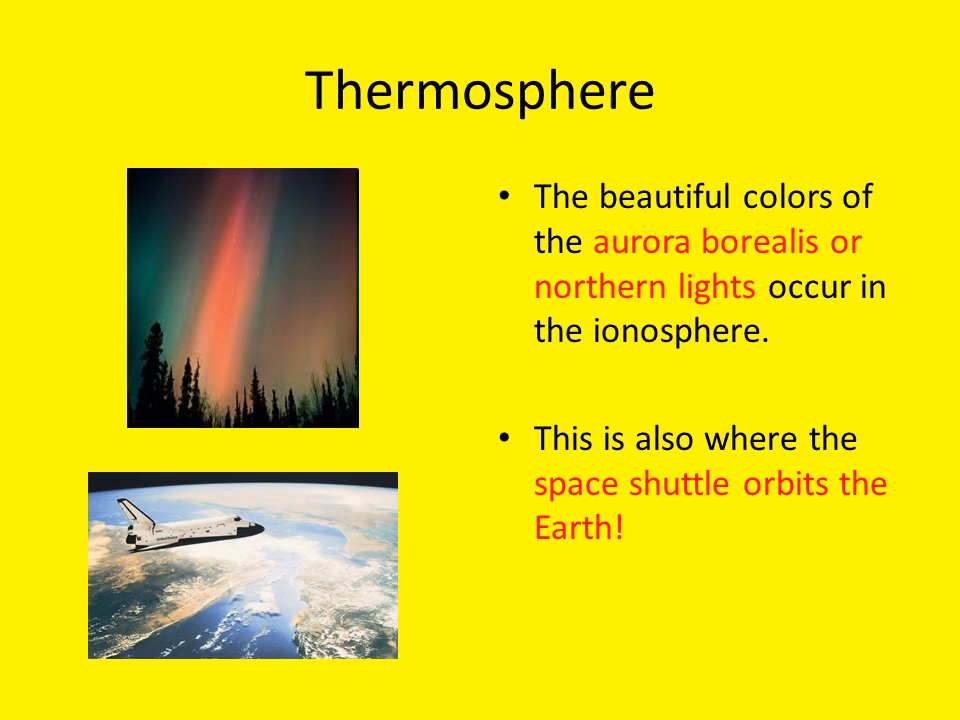 Thermosphere
• The beautiful colors of
the aurora borealis or
northern lights occur in
the ionosphere.
• This is also where the
space shuttle orbits the
Earth!